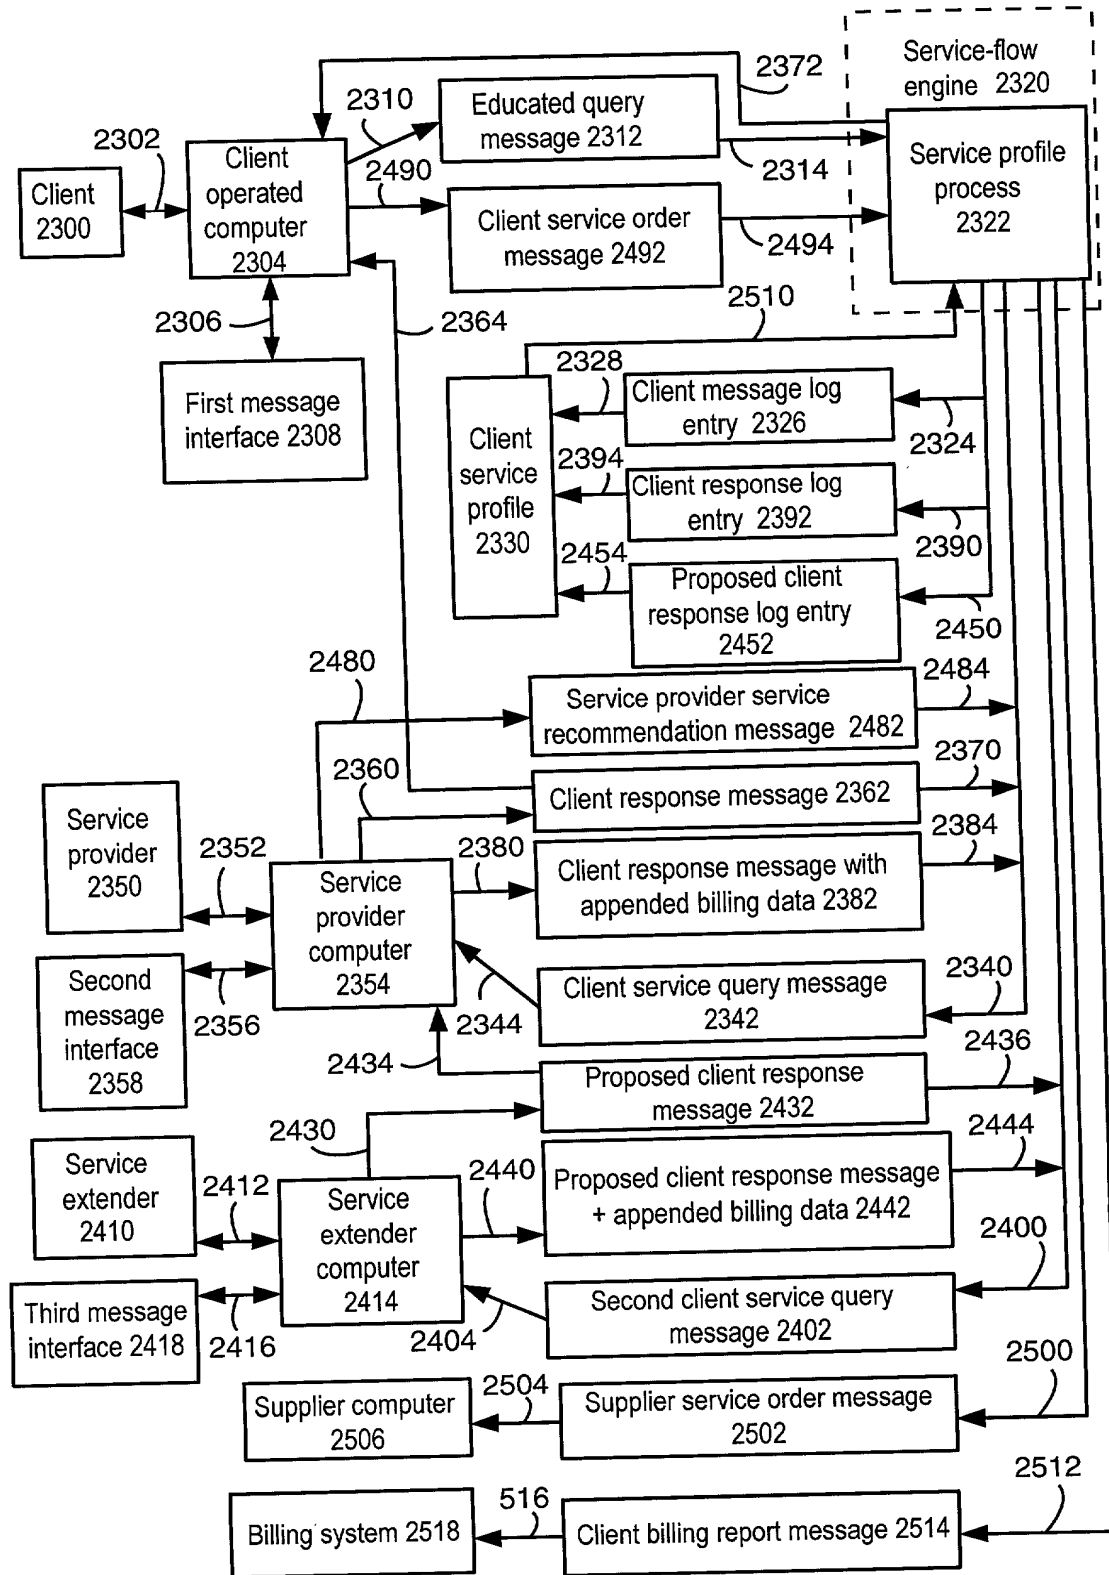 Service-flow
engine 2320
2372
2310
Educated query
message 2312
2302
2490
2314
Client
2300
Client
operated
computer
2304
Service profile
process
2322
Client service order
message 2492
2494
2306
2364
2510
First message
interface 2308
2328
Client message log
entry 2326
2324
Client
service
profile
2330
2394
Client response log
entry 2392
2390
2454
Proposed client
response log entry
2452
2450
2480
Service provider service
recommendation message 2482
2484
2360
Client response message 2362
2370
Service
provider
2350
2352
2380
Client response message with
appended billing data 2382
2384
Service
provider
computer
2354
Second
message
interface
2358
2356
2344
Client service query message
2342
2340
2434
Proposed client response
message 2432
2436
2430
Service
extender
2410
2412
2440
Proposed client response message
+ appended billing data 2442
2444
Service
extender
computer
2414
2400
Third message
interface 2418
2416
2404
Second client service query
message 2402
2500
Supplier computer
2506
2504
Supplier service order message
2502
2512
Billing system 2518
516
Client billing report message 2514